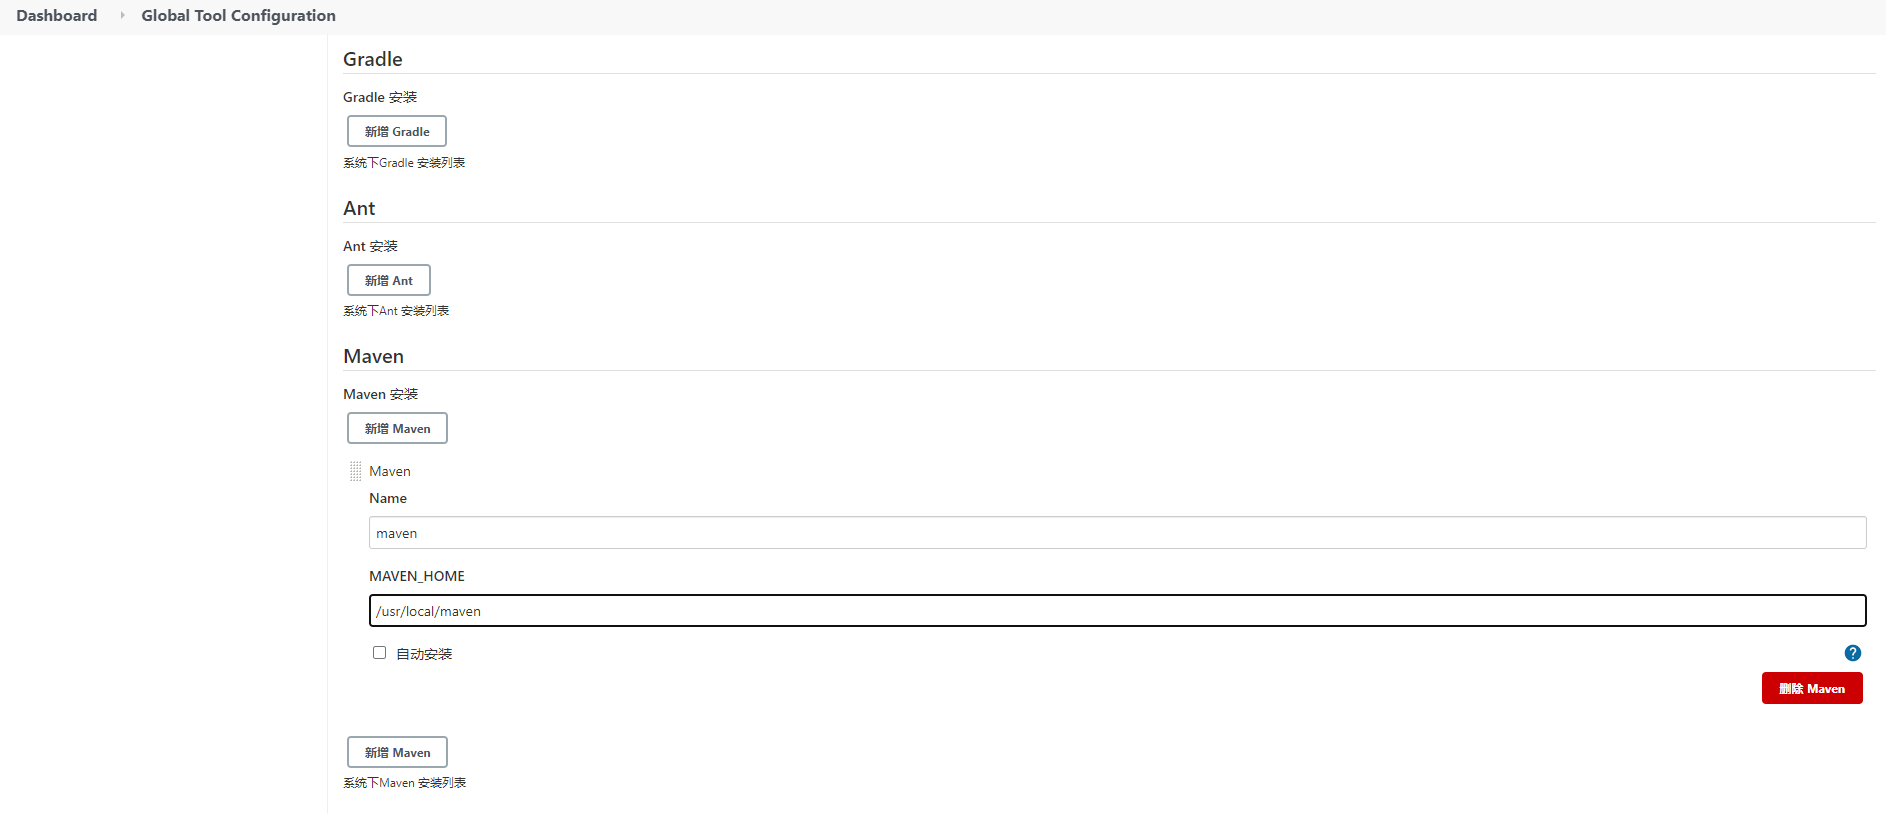 Dashboard Global Tool Configuration
Gradle
Gradle 安装
新增 Gradle
系统下Gradle 安装列表
Ant
Ant 安装
新增 Ant
系统下Ant 安装列表
Maven
Maven 安装
新增 Maven
Maven
Name
maven
MAVEN_HOME
/usr/local/maven
自动安装 ?
删除 Maven
新增 Maven
系统下Maven 安装列表